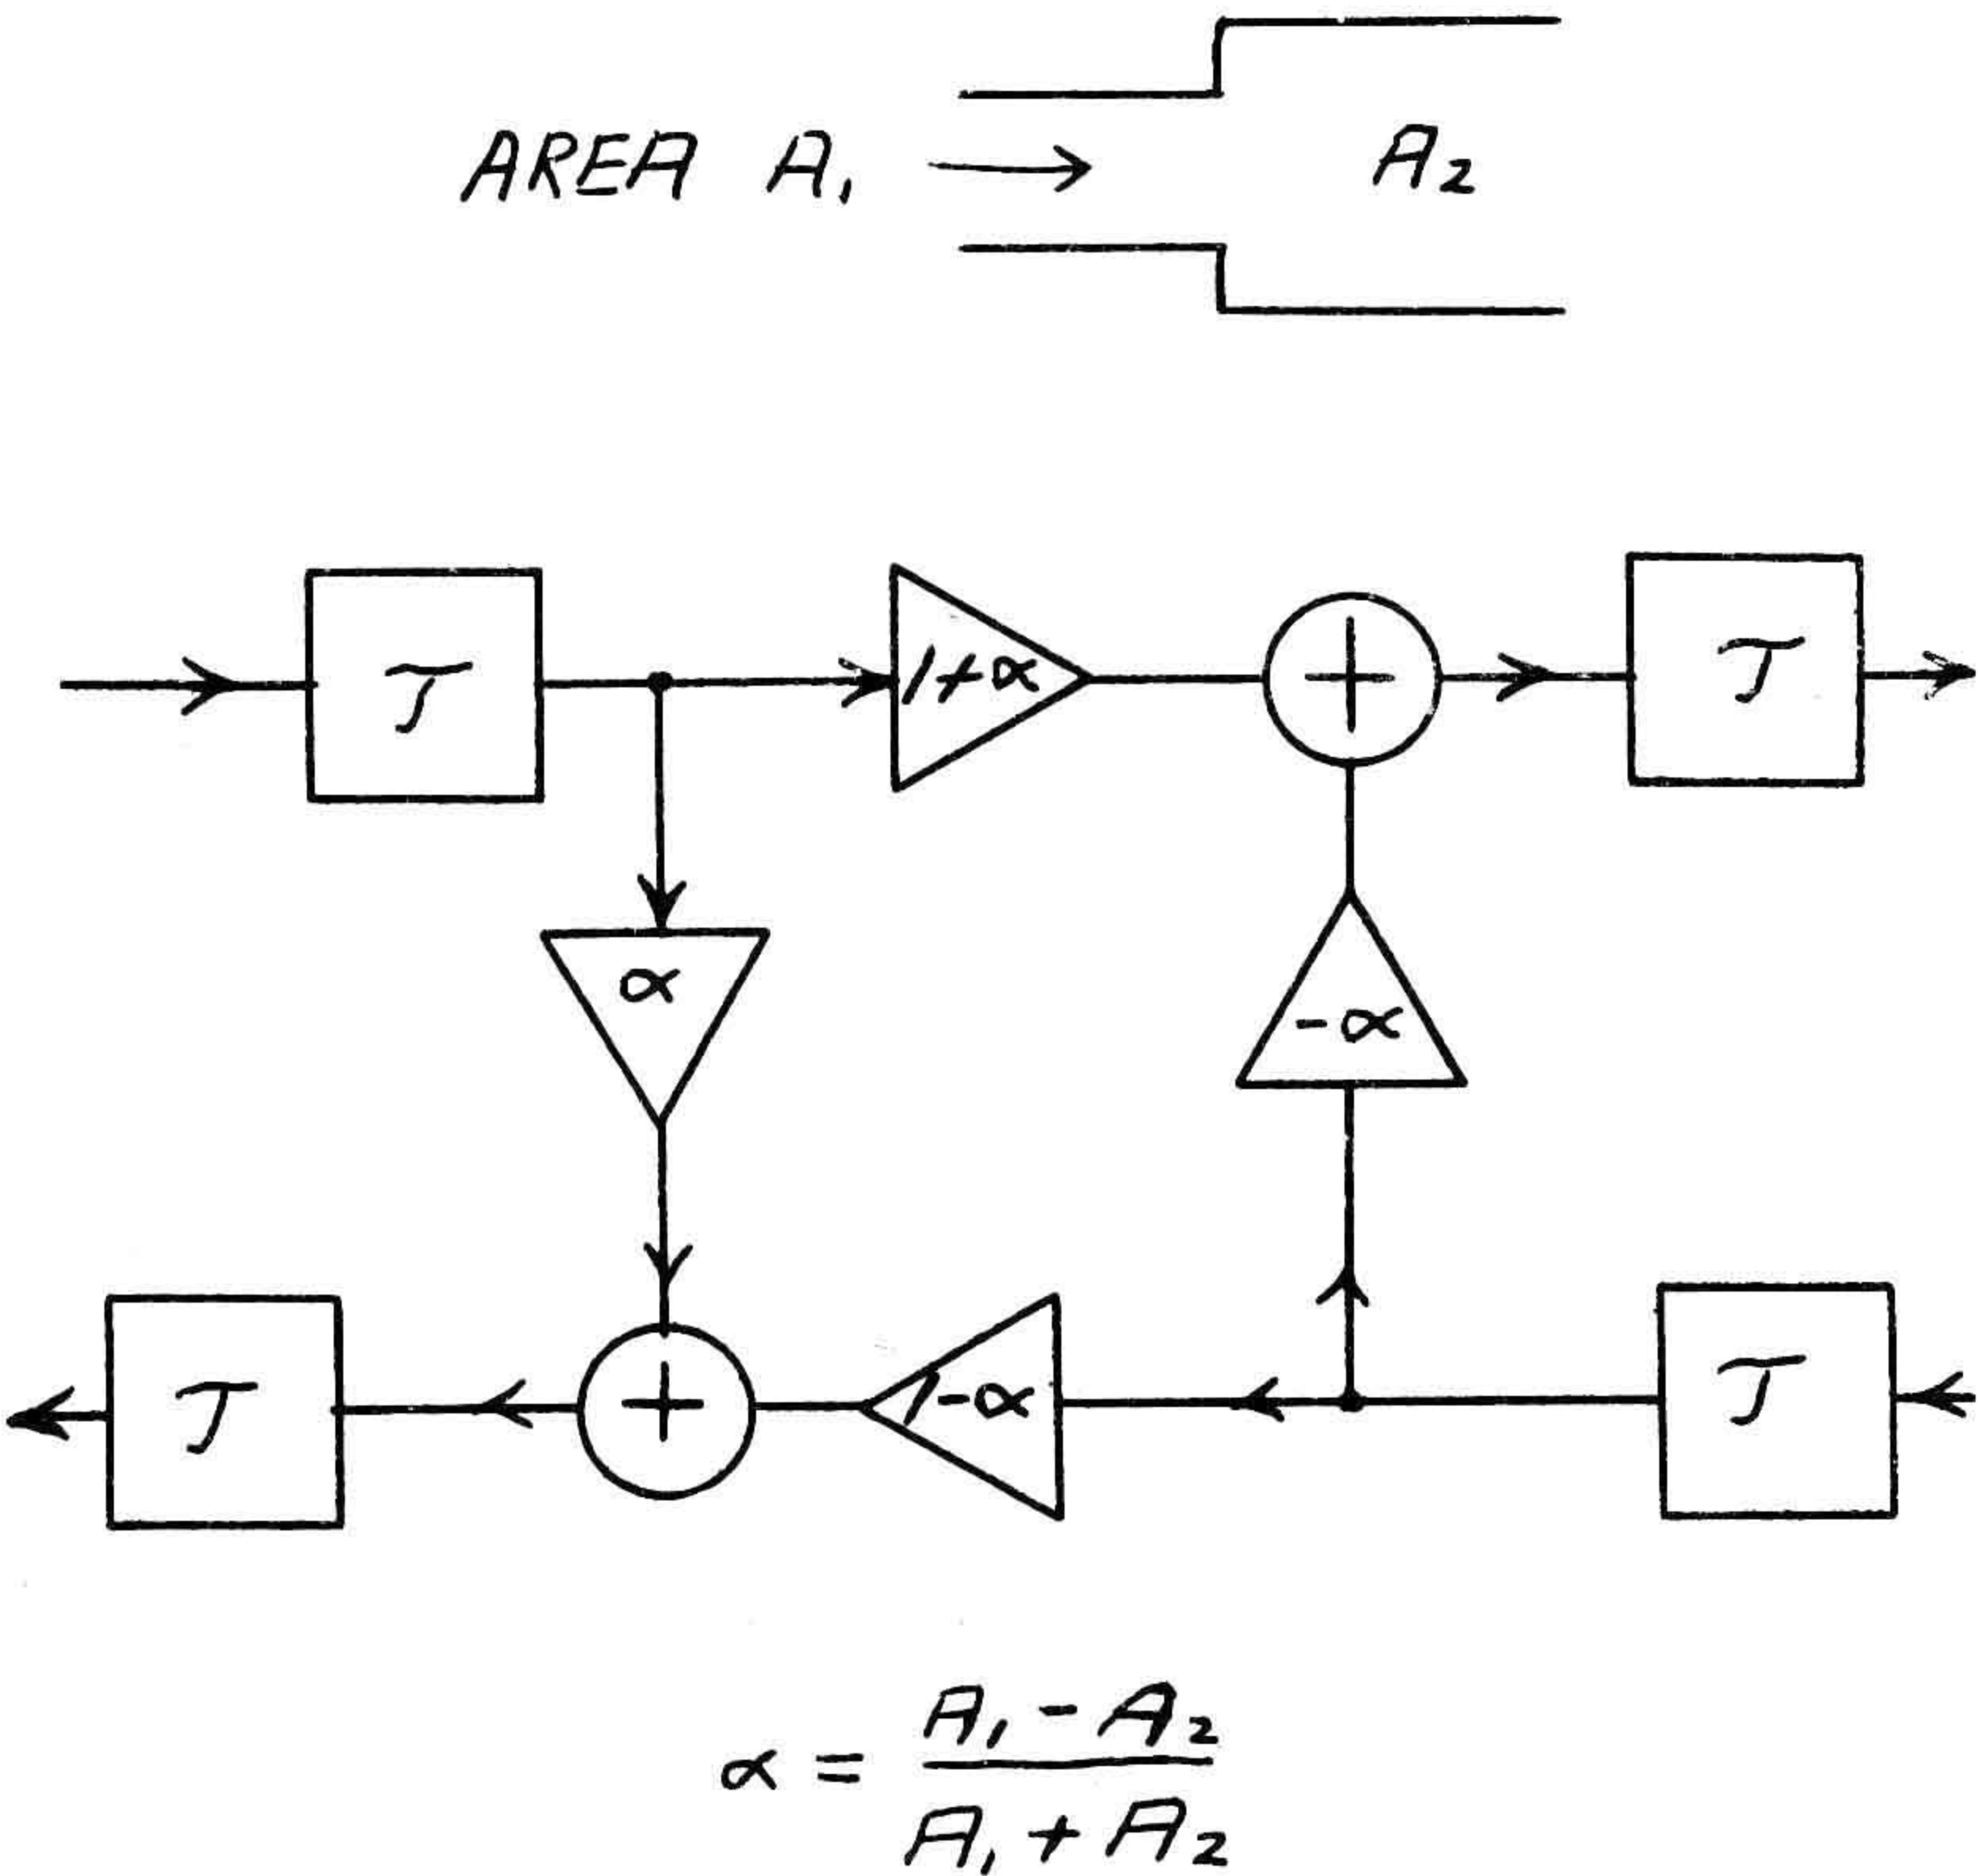 AREA A₁ → A₂
T
1+α
+
T
α
-α
T
+
1-α
T
α = A₁ - A₂
A₁ + A₂